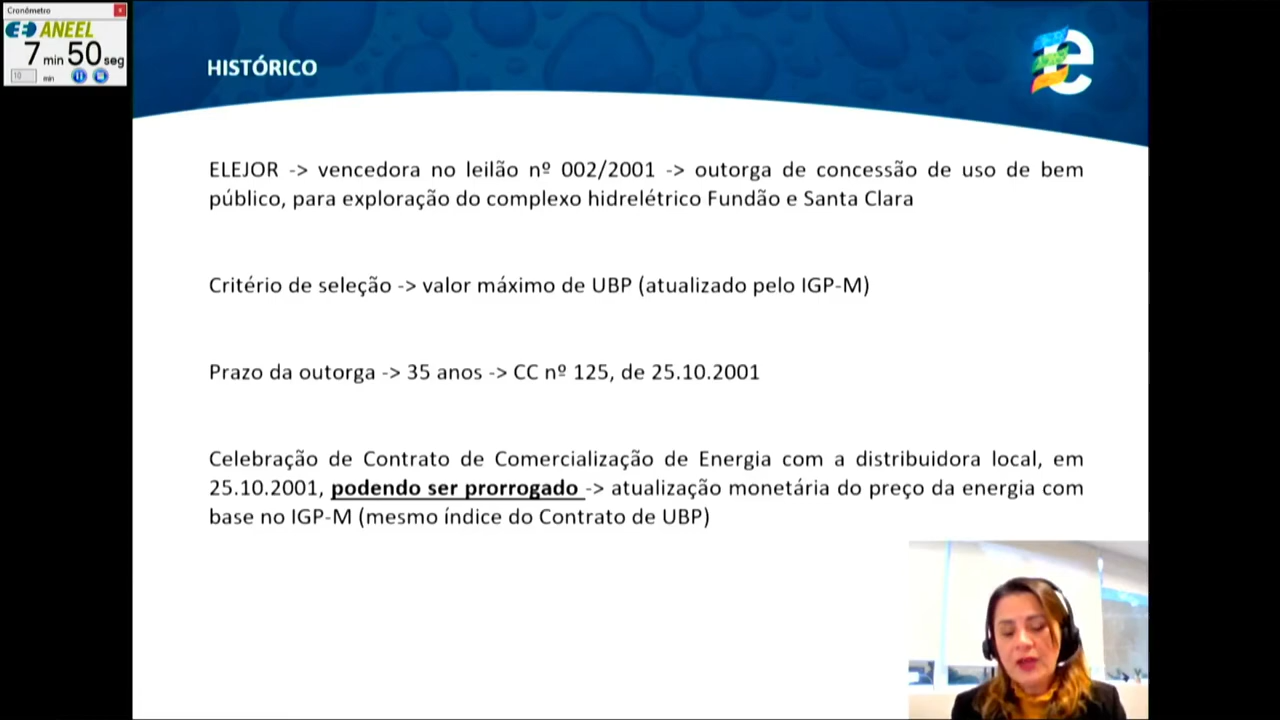 Cronômetro
ANEEL
7 min 50 seg
10 min
HISTÓRICO
e
ELEJOR -> vencedora no leilão nº 002/2001 -> outorga de concessão de uso de bem
público, para exploração do complexo hidrelétrico Fundão e Santa Clara
Critério de seleção -> valor máximo de UBP (atualizado pelo IGP-M)
Prazo da outorga -> 35 anos -> CC nº 125, de 25.10.2001
Celebração de Contrato de Comercialização de Energia com a distribuidora local, em
25.10.2001, podendo ser prorrogado -> atualização monetária do preço da energia com
base no IGP-M (mesmo índice do Contrato de UBP)